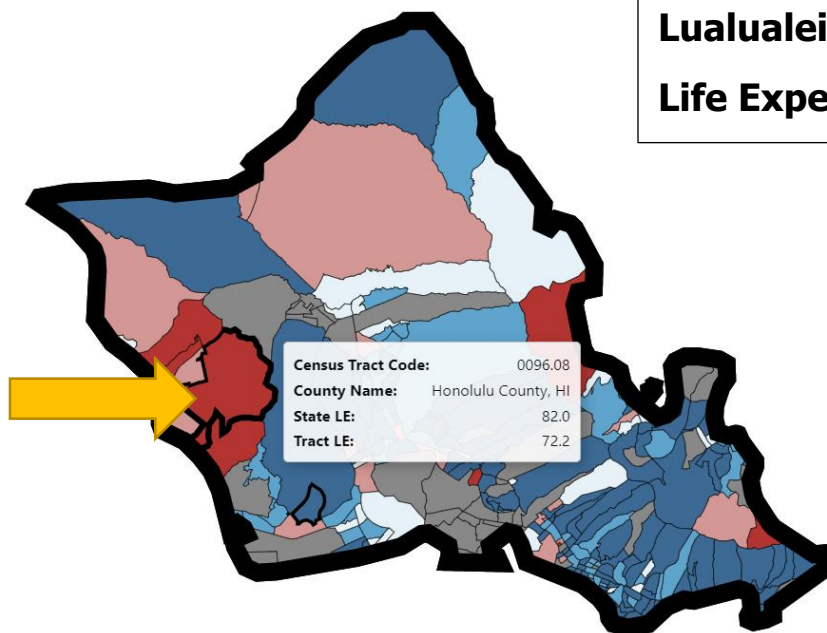 Lualualei
Life Expe
Census Tract Code: 0096.08
County Name: Honolulu County, HI
State LE: 82.0
Tract LE: 72.2